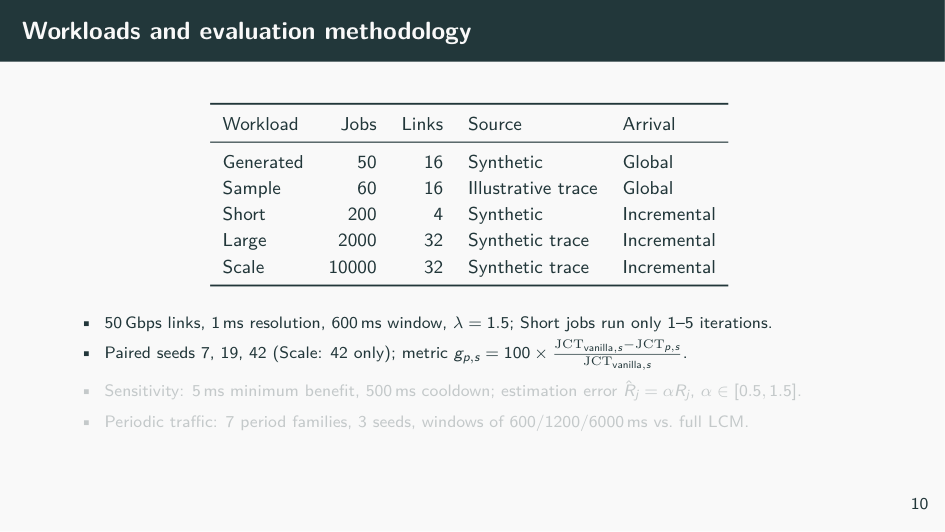 Workloads and evaluation methodology
Workload Jobs Links Source Arrival
Generated 50 16 Synthetic Global
Sample 60 16 Illustrative trace Global
Short 200 4 Synthetic Incremental
Large 2000 32 Synthetic trace Incremental
Scale 10000 32 Synthetic trace Incremental
▪ 50 Gbps links, 1 ms resolution, 600 ms window, λ = 1.5; Short jobs run only 1–5 iterations.
▪ Paired seeds 7, 19, 42 (Scale: 42 only); metric g_{p,s} = 100 × \frac{JCT_{vanilla,s}−JCT_{p,s}}{JCT_{vanilla,s}}.
▪ Sensitivity: 5 ms minimum benefit, 500 ms cooldown; estimation error R̂_j = αR_j, α ∈ [0.5, 1.5].
▪ Periodic traffic: 7 period families, 3 seeds, windows of 600/1200/6000 ms vs. full LCM.
10